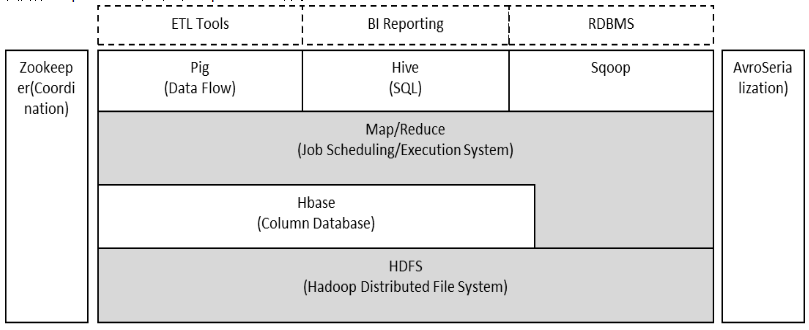 ETL Tools
BI Reporting
RDBMS
Zookeep
er(Coordi
nation)
Pig
(Data Flow)
Hive
(SQL)
Sqoop
AvroSeria
lization)
Map/Reduce
(Job Scheduling/Execution System)
Hbase
(Column Database)
HDFS
(Hadoop Distributed File System)